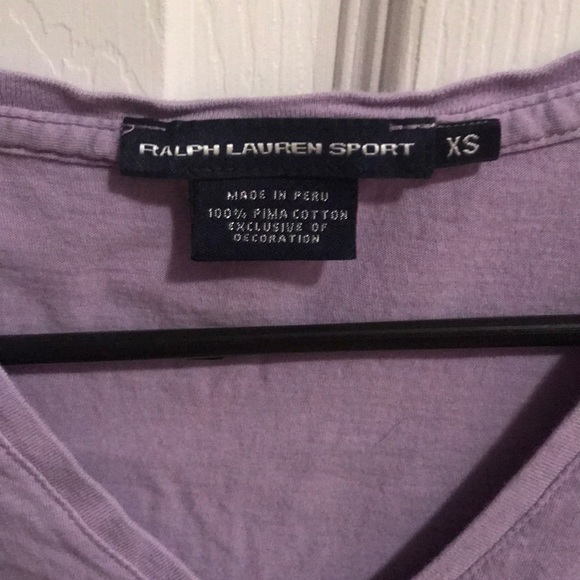 RALPH LAUREN SPORT XS
MADE IN PERU
100% PIMA COTTON
EXCLUSIVE OF
DECORATION